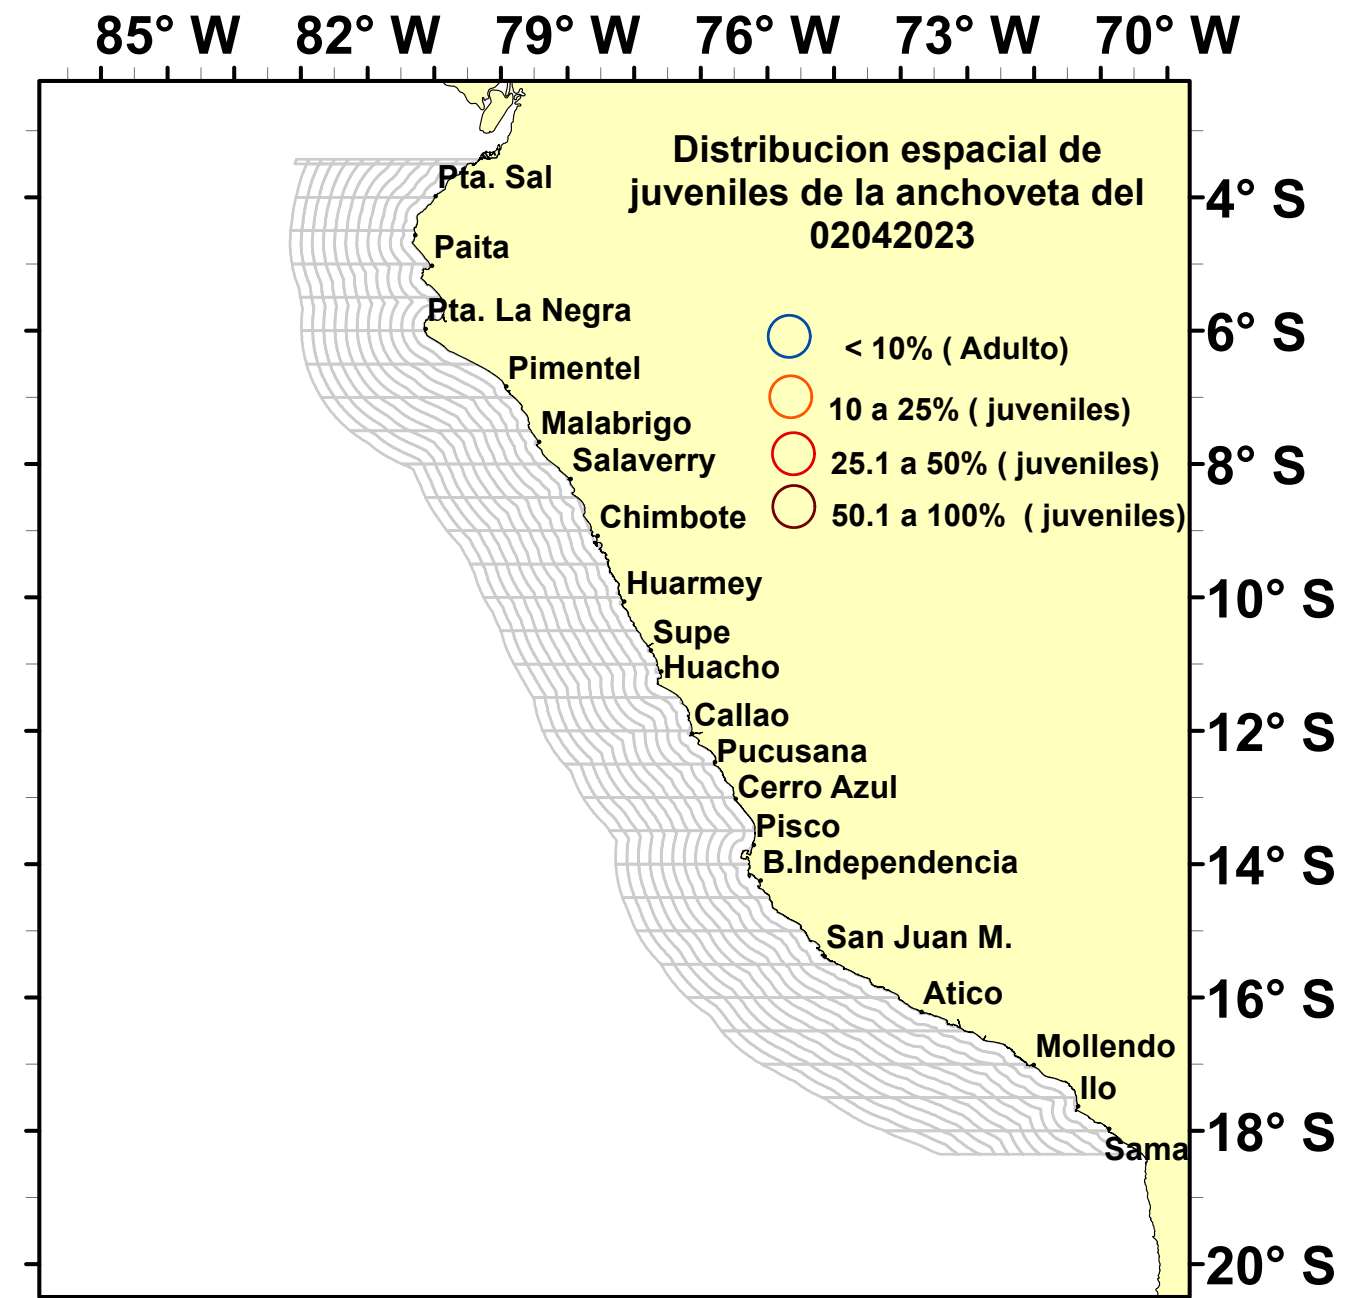 85° W 82° W 79° W 76° W 73° W 70° W
Distribucion espacial de
juveniles de la anchoveta del
02042023
Pta. Sal
4° S
Paita
Pta. La Negra
6° S
< 10% ( Adulto)
Pimentel
10 a 25% ( juveniles)
Malabrigo
Salaverry
25.1 a 50% ( juveniles)
8° S
Chimbote
50.1 a 100%  ( juveniles)
Huarmey
10° S
Supe
Huacho
Callao
12° S
Pucusana
Cerro Azul
Pisco
B.Independencia
14° S
San Juan M.
Atico
16° S
Mollendo
Ilo
18° S
Sama
20° S